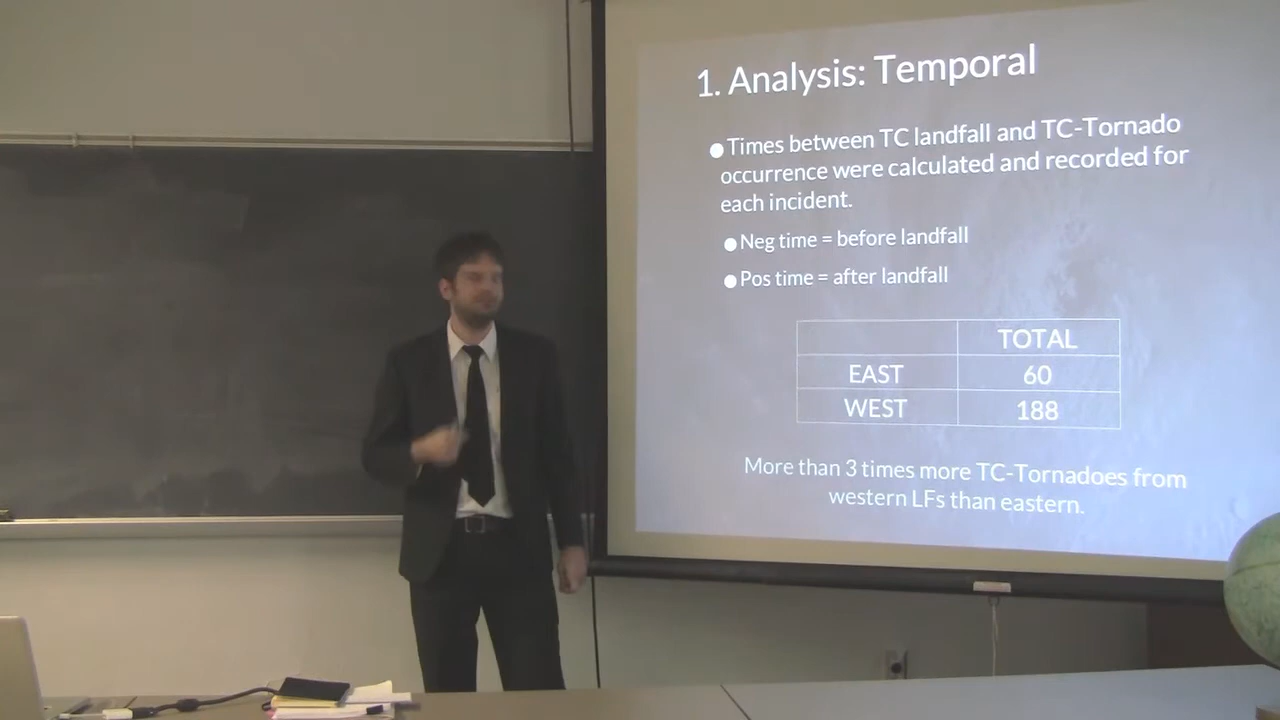 1. Analysis: Temporal
●Times between TC landfall and TC-Tornado
occurrence were calculated and recorded for
each incident.
●Neg time = before landfall
●Pos time = after landfall
TOTAL
EAST 60
WEST 188
More than 3 times more TC-Tornadoes from
western LFs than eastern.